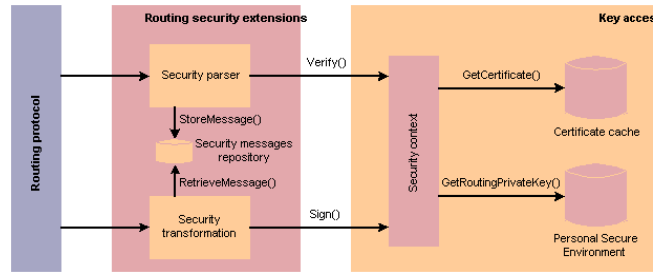 Routing security extensions
Key acces
Routing protocol
Security parser
Verify()
GetCertificate()
StoreMessage()
Certificate cache
Security messages
repository
Security context
RetrieveMessage()
GetRoutingPrivateKey()
Security
transformation
Sign()
Personal Secure
Environment